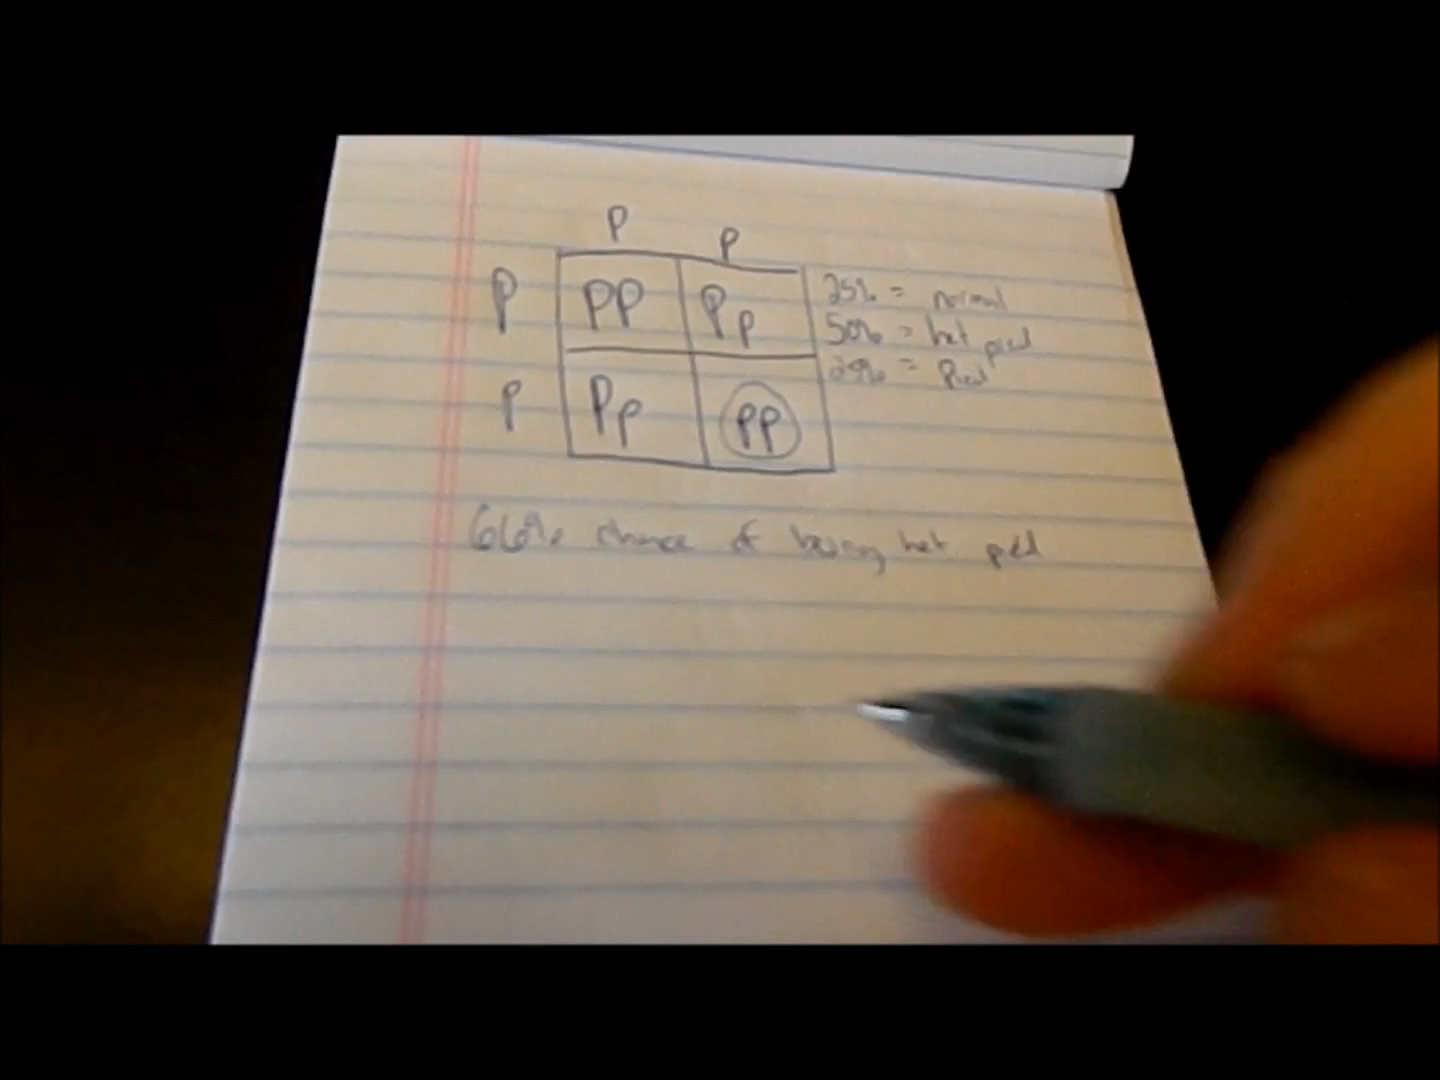 P p
P PP Pp
p Pp pp
25% = normal
50% = het pied
25% = Pied
66% chance of being het pied